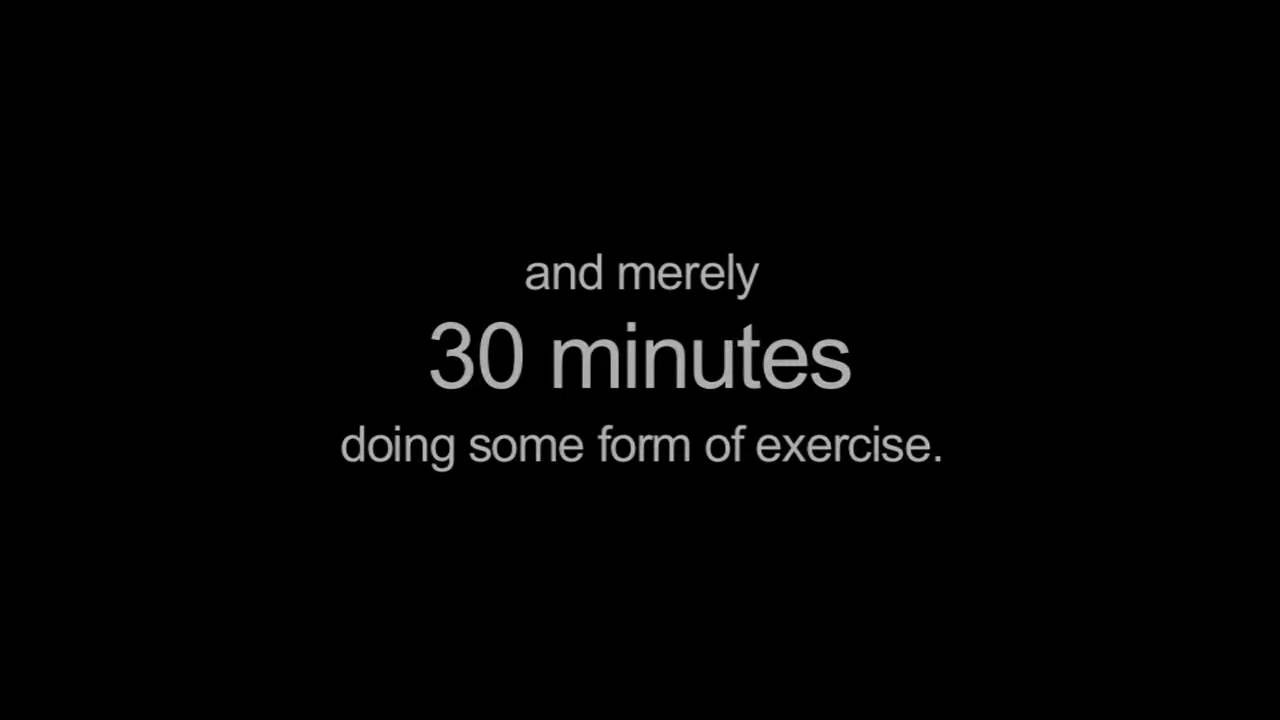 and merely
30 minutes
doing some form of exercise.